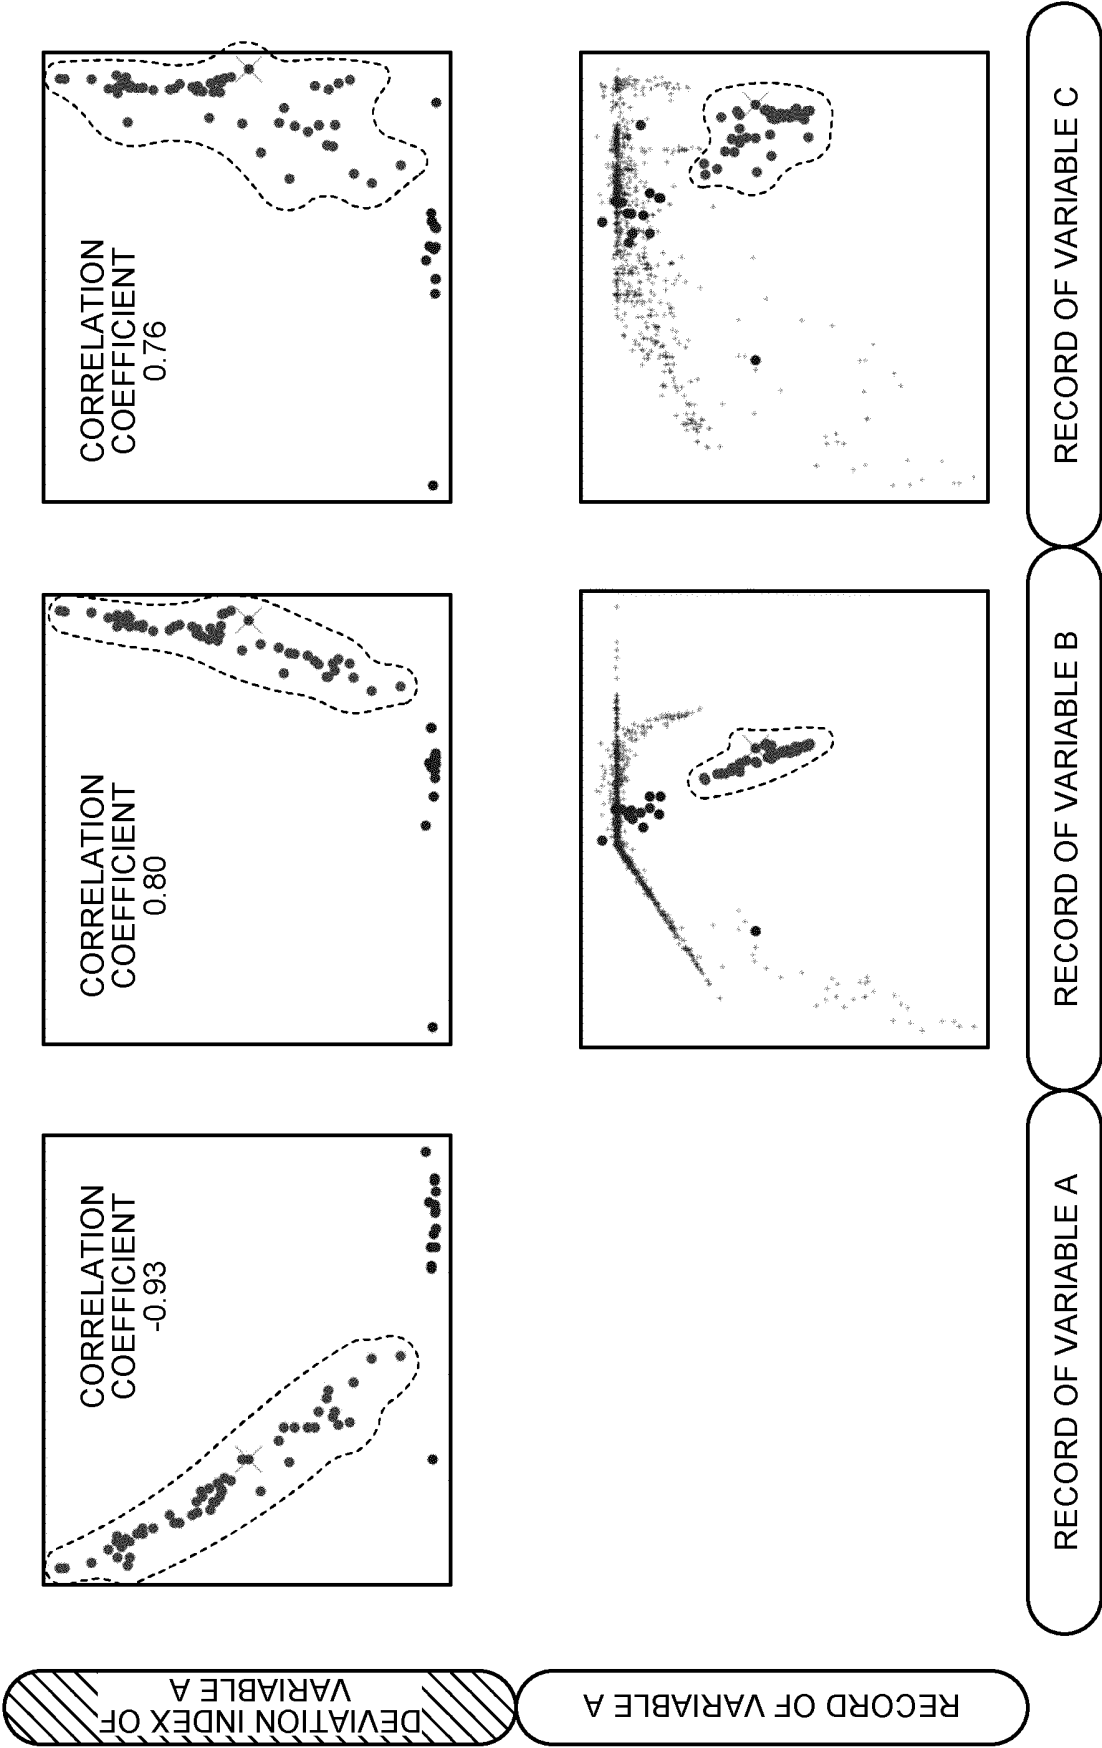 DEVIATION INDEX OF
VARIABLE A
CORRELATION
COEFFICIENT
-0.93
CORRELATION
COEFFICIENT
0.80
CORRELATION
COEFFICIENT
0.76
RECORD OF VARIABLE A
RECORD OF VARIABLE A
RECORD OF VARIABLE B
RECORD OF VARIABLE C